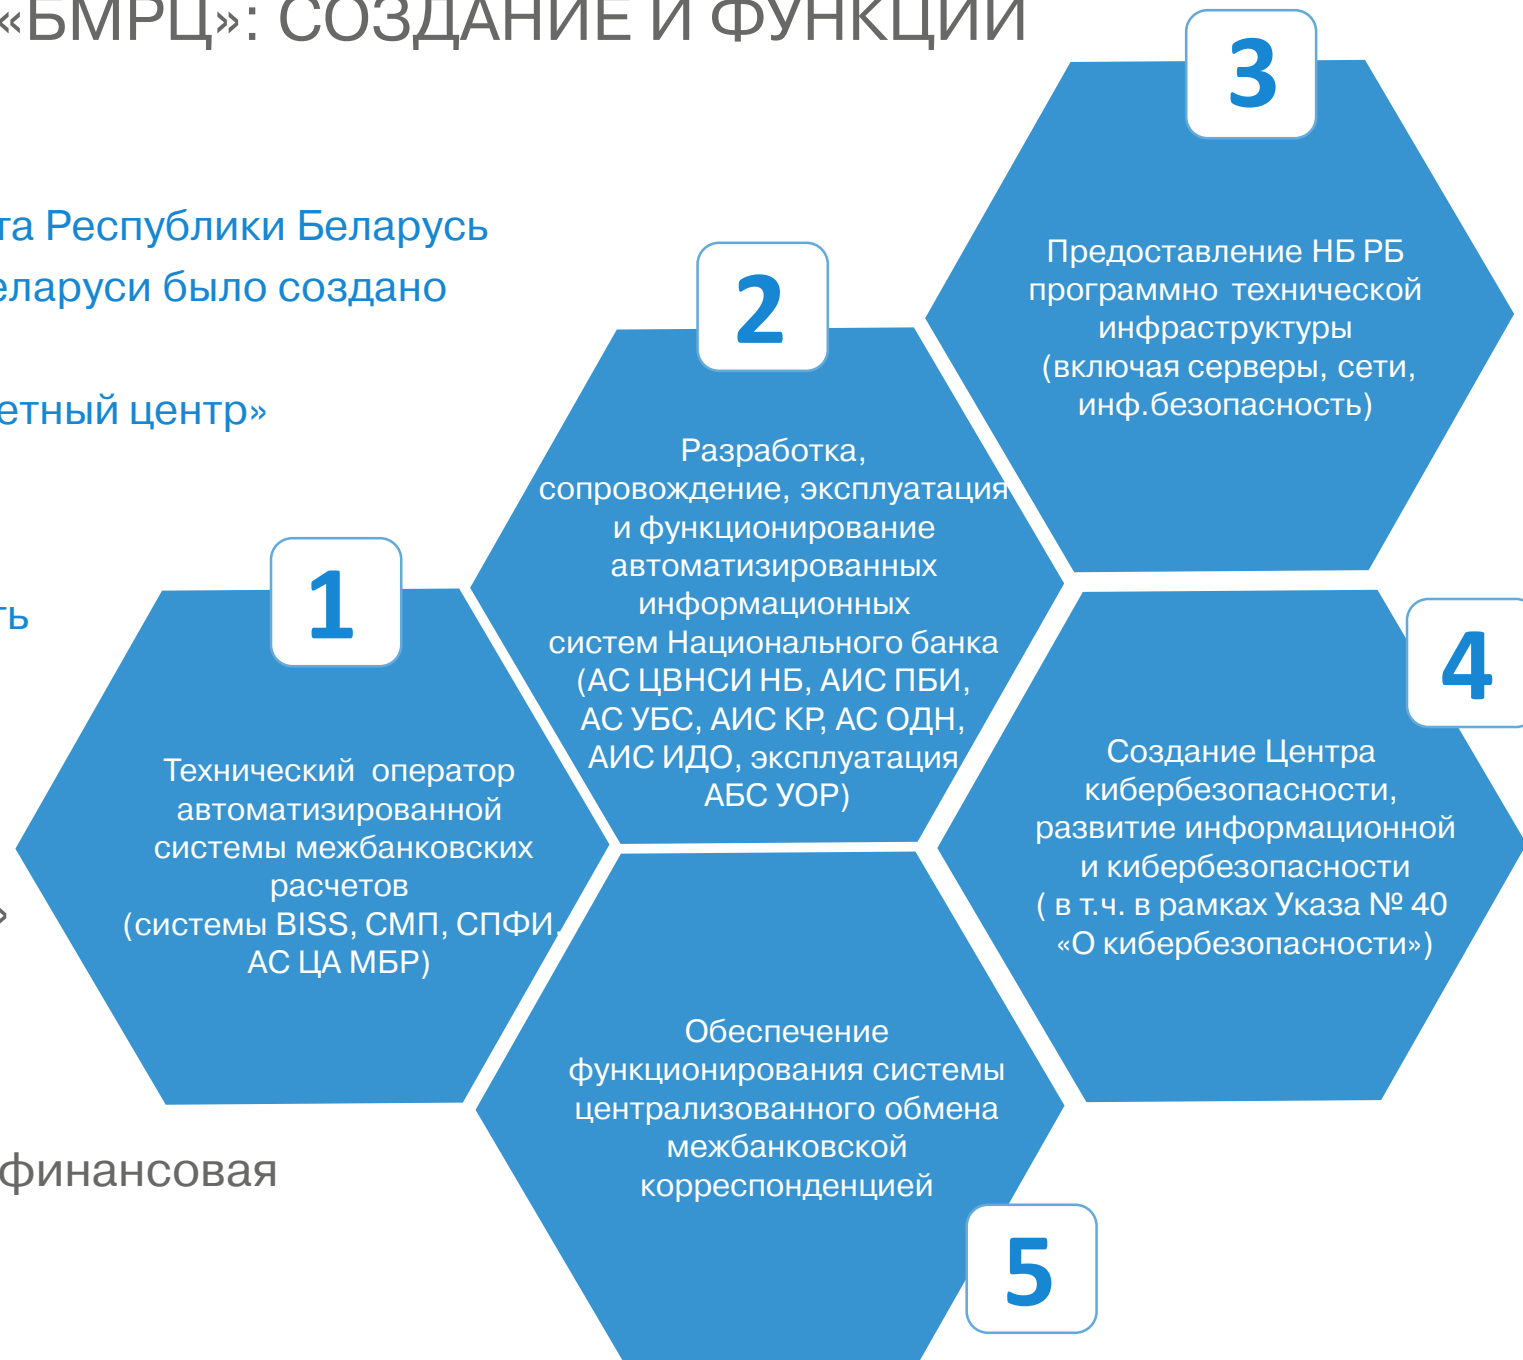 «БМРЦ»: СОЗДАНИЕ И ФУНКЦИИ
та Республики Беларусь
еларуси было создано
етный центр»
ть
»
финансовая
1
Технический оператор
автоматизированной
системы межбанковских
расчетов
(системы BISS, СМП, СПФИ,
АС ЦА МБР)
2
Разработка,
сопровождение, эксплуатация
и функционирование
автоматизированных
информационных
систем Национального банка
(АС ЦВНСИ НБ, АИС ПБИ,
АС УБС, АИС КР, АС ОДН,
АИС ИДО, эксплуатация
АБС УОР)
3
Предоставление НБ РБ
программно технической
инфраструктуры
(включая серверы, сети,
инф.безопасность)
4
Создание Центра
кибербезопасности,
развитие информационной
и кибербезопасности
( в т.ч. в рамках Указа № 40
«О кибербезопасности»)
Обеспечение
функционирования системы
централизованного обмена
межбанковской
корреспонденцией
5